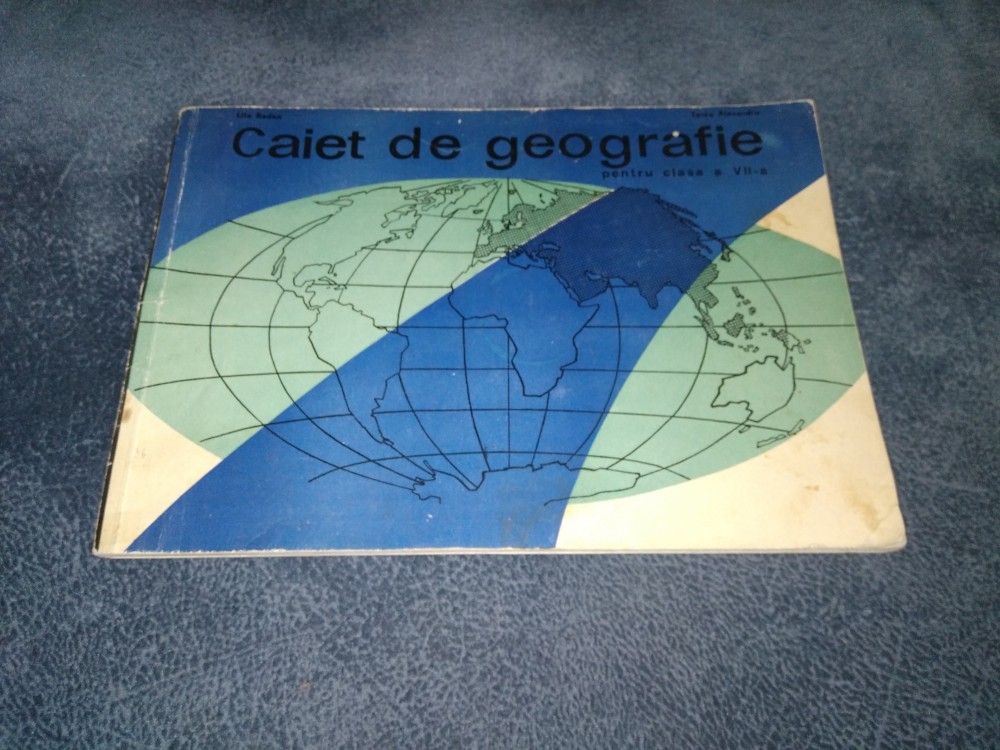 Caiet de geografie
pentru clasa a VII-a